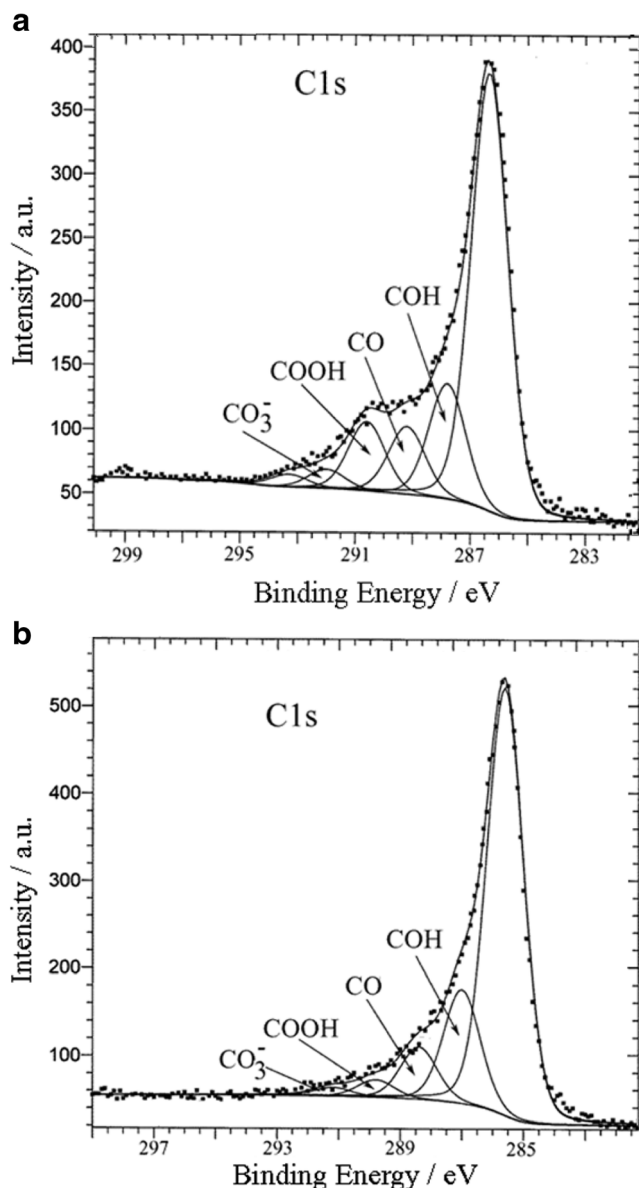 a
400
350
300
250
200
150
100
50
Intensity / a.u.
C1s
COH
CO
COOH
CO₃⁻
299 295 291 287 283
Binding Energy / eV
b
500
400
300
200
100
Intensity / a.u.
C1s
COH
CO
COOH
CO₃⁻
297 293 289 285
Binding Energy / eV